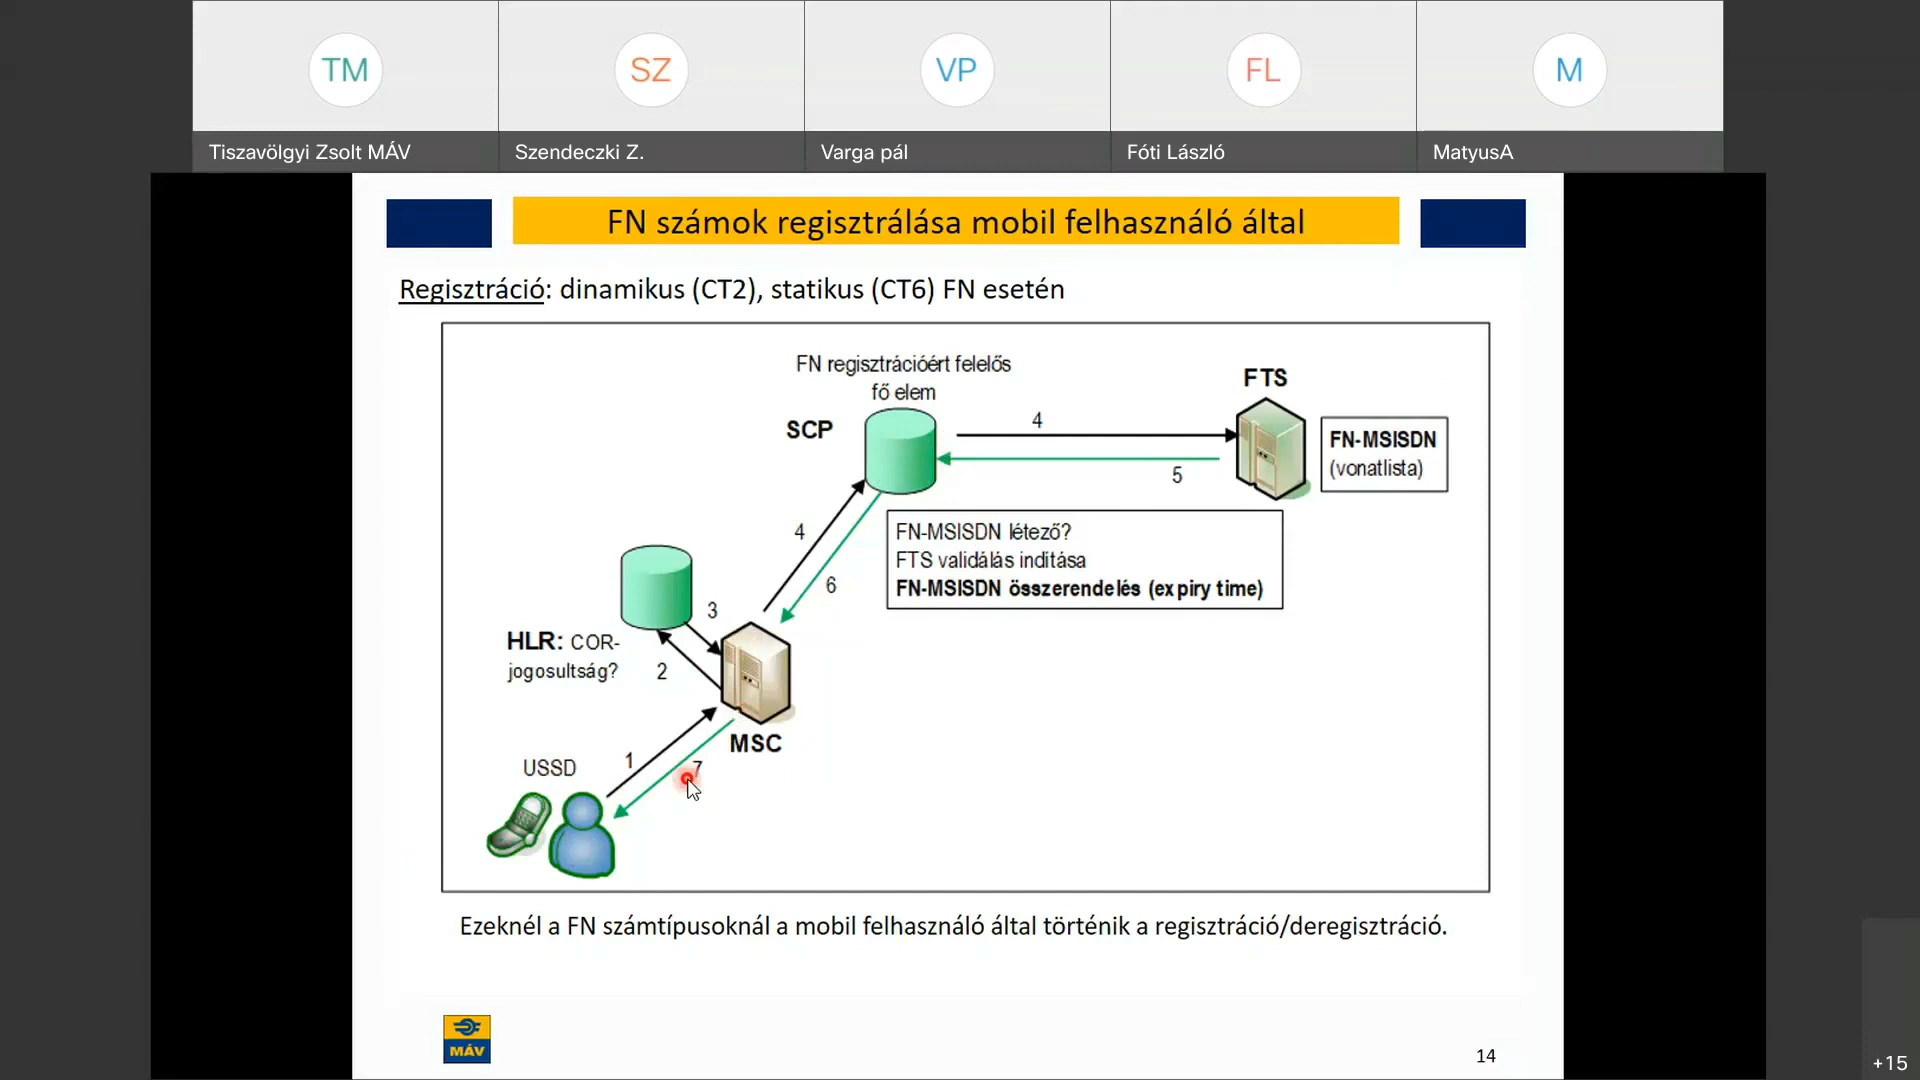 TM
SZ
VP
FL
M
Tiszavölgyi Zsolt MÁV
Szendeczki Z.
Varga pál
Fóti László
MatyusA
FN számok regisztrálása mobil felhasználó által
Regisztráció: dinamikus (CT2), statikus (CT6) FN esetén
FN regisztrációért felelős
fő elem
SCP
4
FTS
5
FN-MSISDN
(vonatlista)
4
6
FN-MSISDN létező?
FTS validálás indítása
FN-MSISDN összerendelés (expiry time)
3
HLR: COR-
jogosultság?
2
MSC
1
7
USSD
Ezeknél a FN számtípusoknál a mobil felhasználó által történik a regisztráció/deregisztráció.
MÁV
14
+15